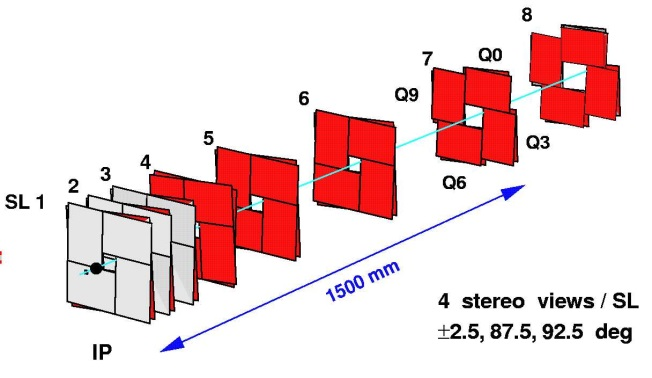 8
7
Q0
6
Q9
5
Q3
4
3
2
SL 1
Q6
1500 mm
4 stereo views / SL
±2.5, 87.5, 92.5 deg
IP